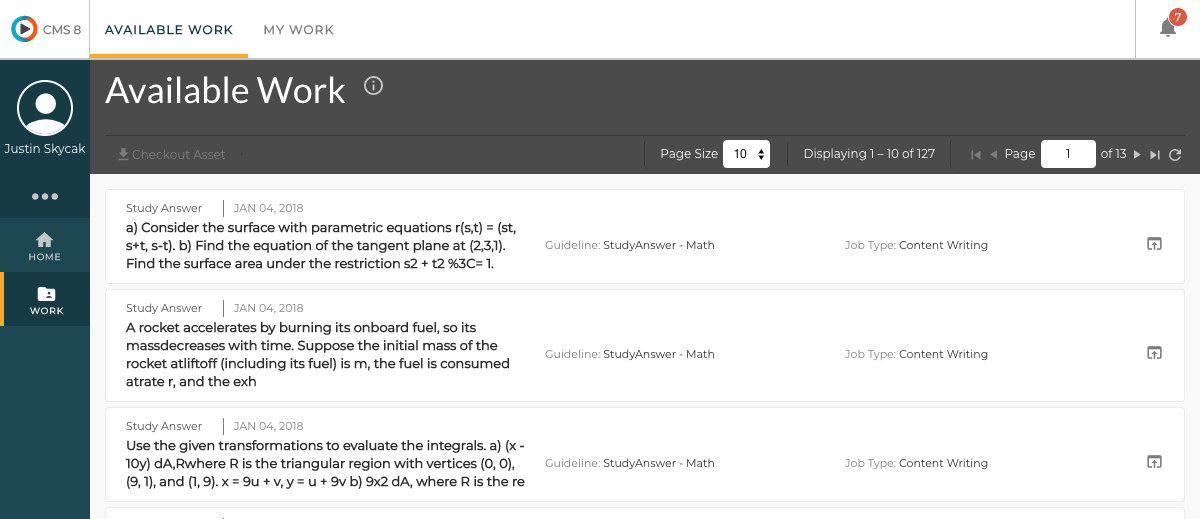 CMS 8
AVAILABLE WORK
MY WORK
7
Justin Skycak
HOME
WORK
Available Work
Checkout Asset
Page Size 10
Displaying 1 – 10 of 127
Page 1 of 13
Study Answer JAN 04, 2018
a) Consider the surface with parametric equations r(s,t) = (st,
s+t, s-t). b) Find the equation of the tangent plane at (2,3,1).
Find the surface area under the restriction s2 + t2 %3C= 1.
Guideline: StudyAnswer - Math
Job Type: Content Writing
Study Answer JAN 04, 2018
A rocket accelerates by burning its onboard fuel, so its
massdecreases with time. Suppose the initial mass of the
rocket atliftoff (including its fuel) is m, the fuel is consumed
atrate r, and the exh
Guideline: StudyAnswer - Math
Job Type: Content Writing
Study Answer JAN 04, 2018
Use the given transformations to evaluate the integrals. a) (x -
10y) dA,Rwhere R is the triangular region with vertices (0, 0),
(9, 1), and (1, 9). x = 9u + v, y = u + 9v b) 9x2 dA, where R is the re
Guideline: StudyAnswer - Math
Job Type: Content Writing